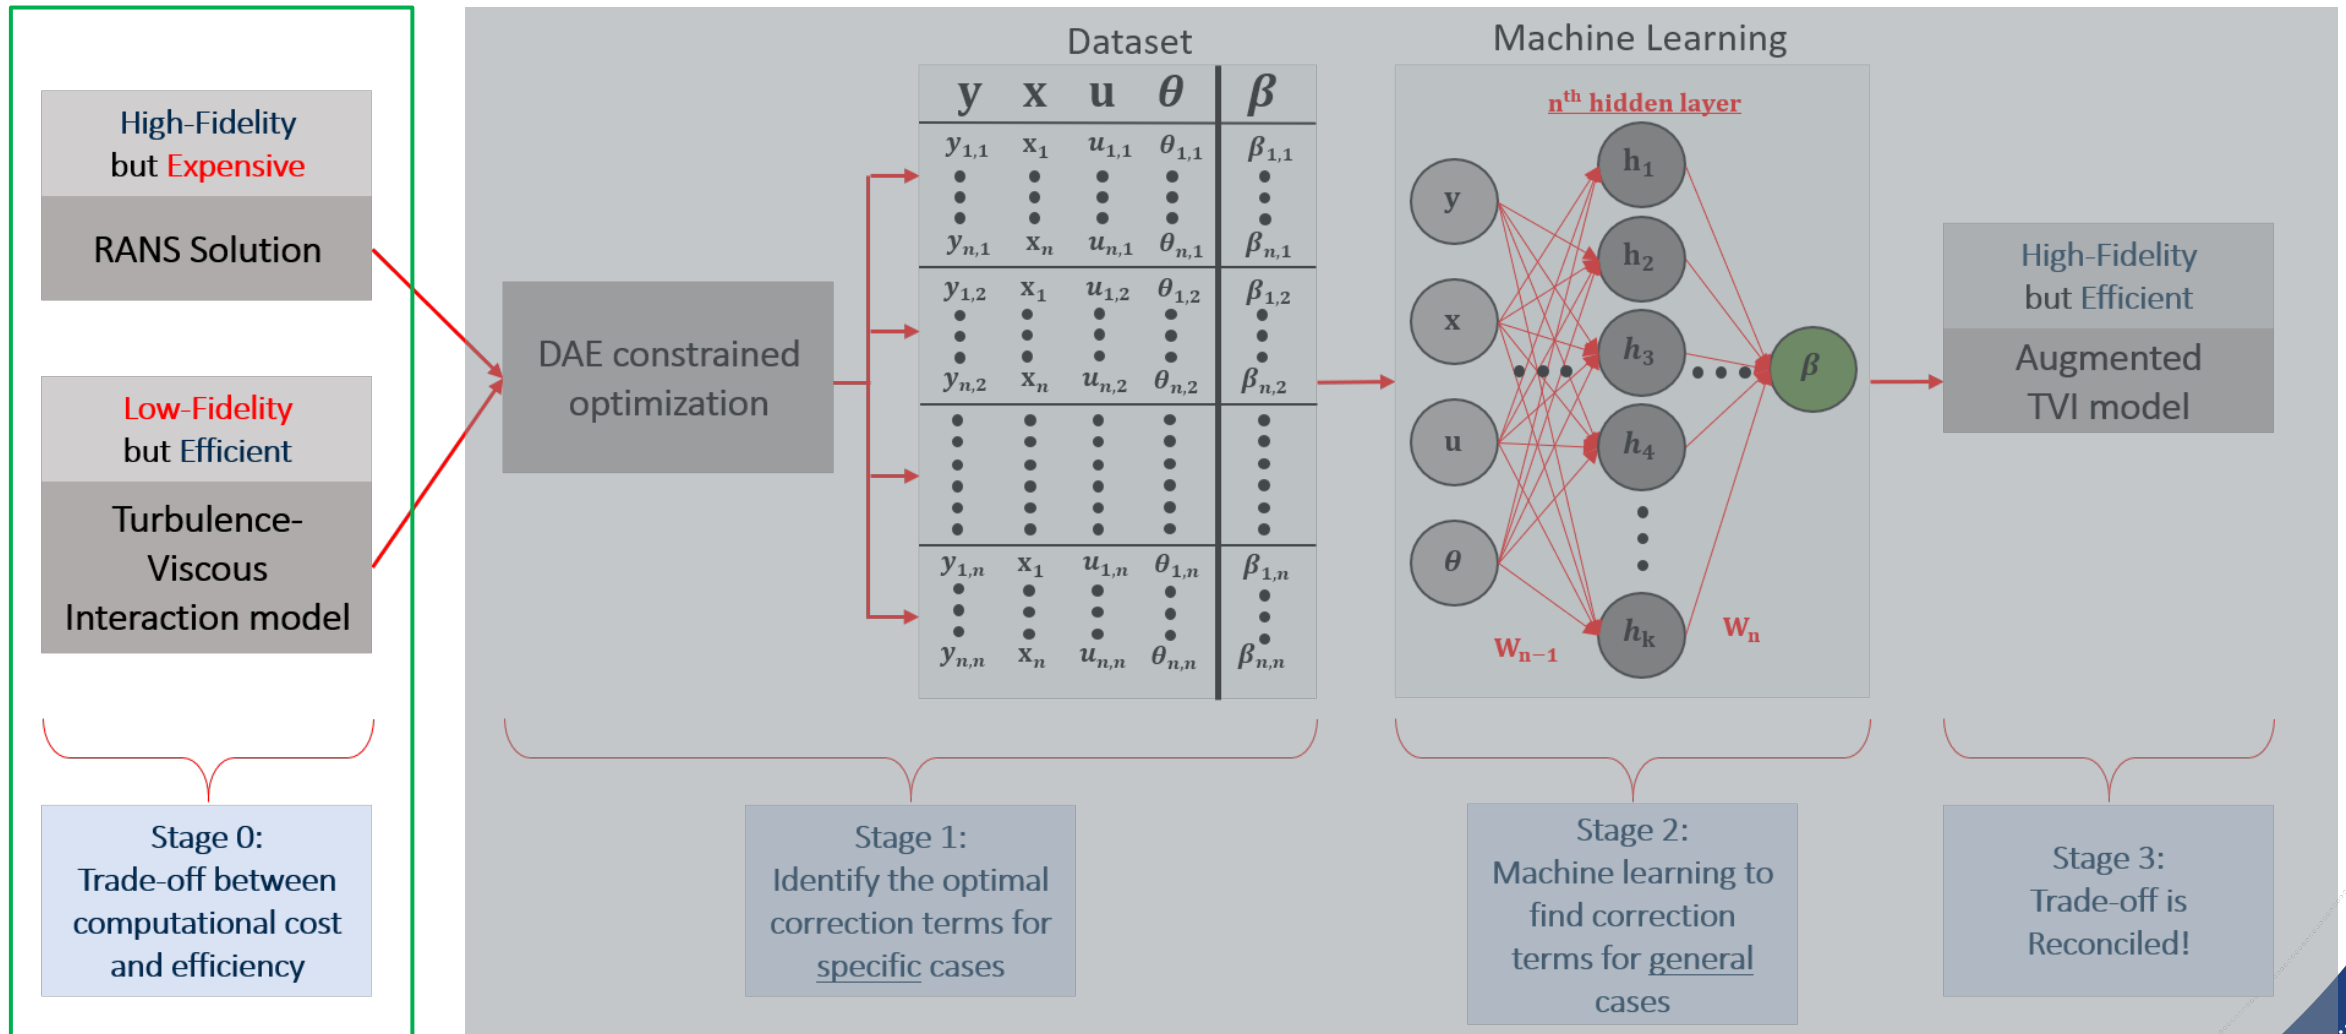 High-Fidelity
but Expensive
RANS Solution
Low-Fidelity
but Efficient
Turbulence-
Viscous
Interaction model
Stage 0:
Trade-off between
computational cost
and efficiency
DAE constrained
optimization
Dataset
y x u θ β
y₁,₁ x₁ u₁,₁ θ₁,₁ β₁,₁
yₙ,₁ xₙ uₙ,₁ θₙ,₁ βₙ,₁
y₁,₂ x₁ u₁,₂ θ₁,₂ β₁,₂
yₙ,₂ xₙ uₙ,₂ θₙ,₂ βₙ,₂
y₁,ₙ x₁ u₁,ₙ θ₁,ₙ β₁,ₙ
yₙ,ₙ xₙ uₙ,ₙ θₙ,ₙ βₙ,ₙ
Stage 1:
Identify the optimal
correction terms for
specific cases
Machine Learning
nᵗʰ hidden layer
y
x
u
θ
h₁
h₂
h₃
h₄
hₖ
β
Wₙ₋₁
Wₙ
Stage 2:
Machine learning to
find correction
terms for general
cases
High-Fidelity
but Efficient
Augmented
TVI model
Stage 3:
Trade-off is
Reconciled!